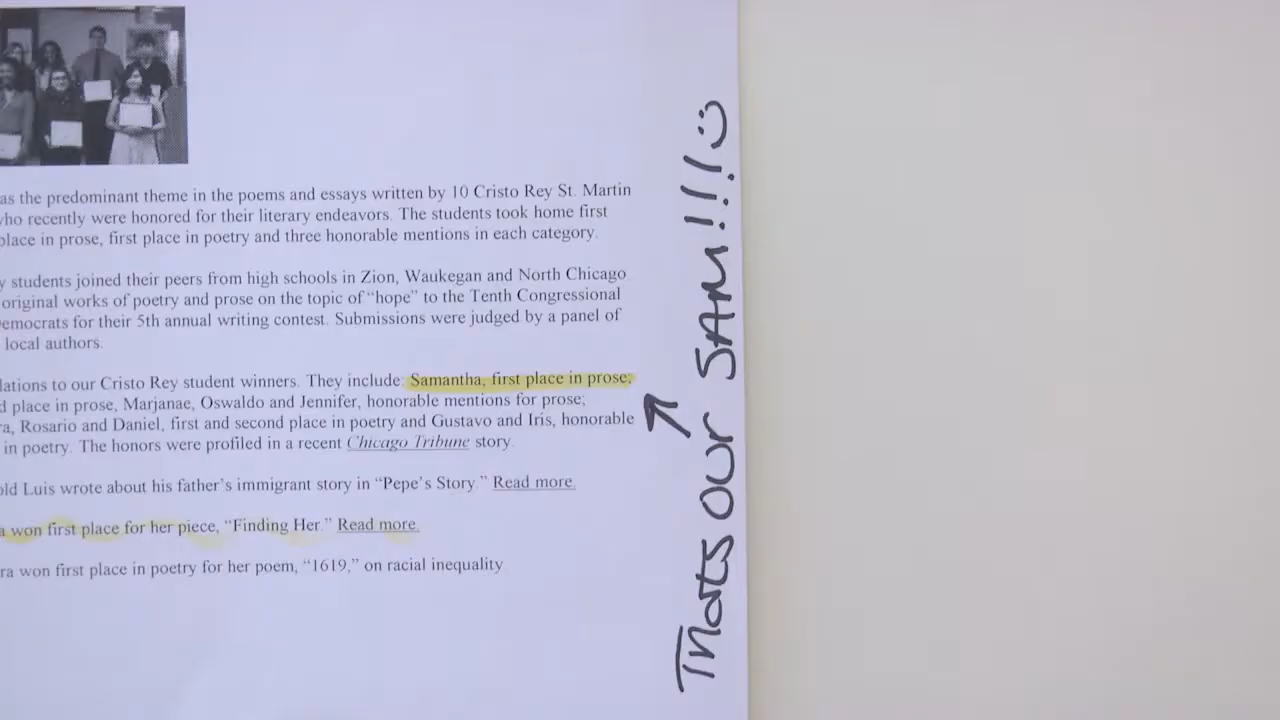 as the predominant theme in the poems and essays written by 10 Cristo Rey St. Martin
who recently were honored for their literary endeavors. The students took home first
place in prose, first place in poetry and three honorable mentions in each category.
y students joined their peers from high schools in Zion, Waukegan and North Chicago
original works of poetry and prose on the topic of "hope" to the Tenth Congressional
emocrats for their 5th annual writing contest. Submissions were judged by a panel of
local authors.
lations to our Cristo Rey student winners. They include: Samantha, first place in prose;
d place in prose, Marjanae, Oswaldo and Jennifer, honorable mentions for prose;
ra, Rosario and Daniel, first and second place in poetry and Gustavo and Iris, honorable
in poetry. The honors were profiled in a recent Chicago Tribune story.
old Luis wrote about his father's immigrant story in "Pepe's Story." Read more.
a won first place for her piece, "Finding Her." Read more.
ra won first place in poetry for her poem, "1619," on racial inequality
Thats our SAM!!!